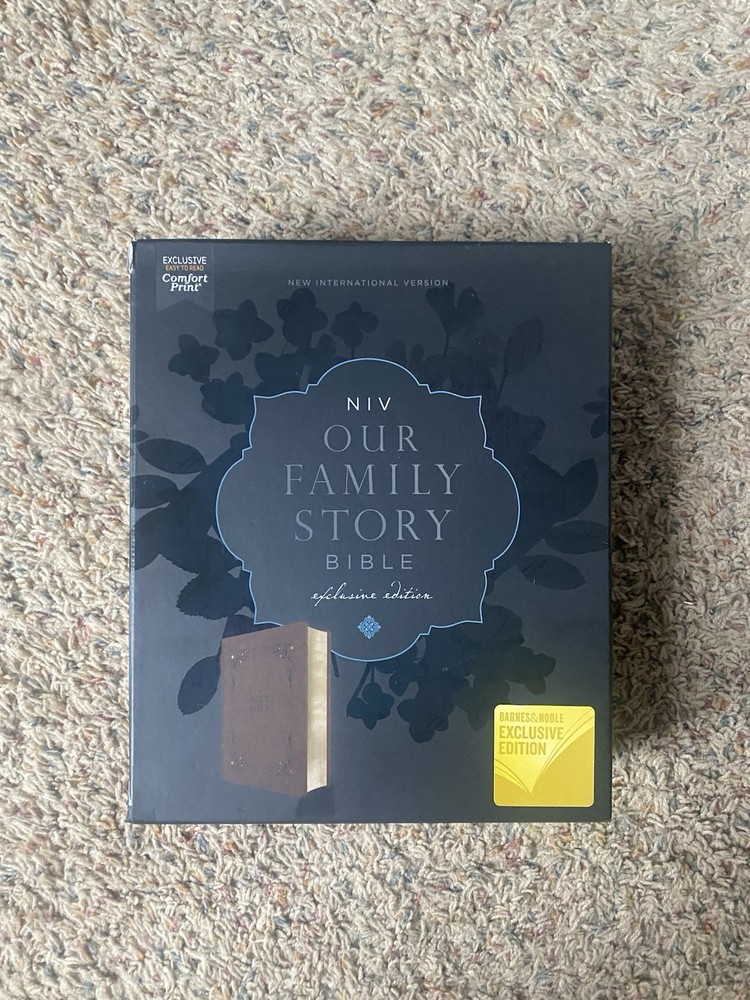 EXCLUSIVE
EASY TO READ
Comfort
Print®
NEW INTERNATIONAL VERSION
NIV
OUR
FAMILY
STORY
BIBLE
exclusive edition
BARNES&NOBLE
EXCLUSIVE
EDITION